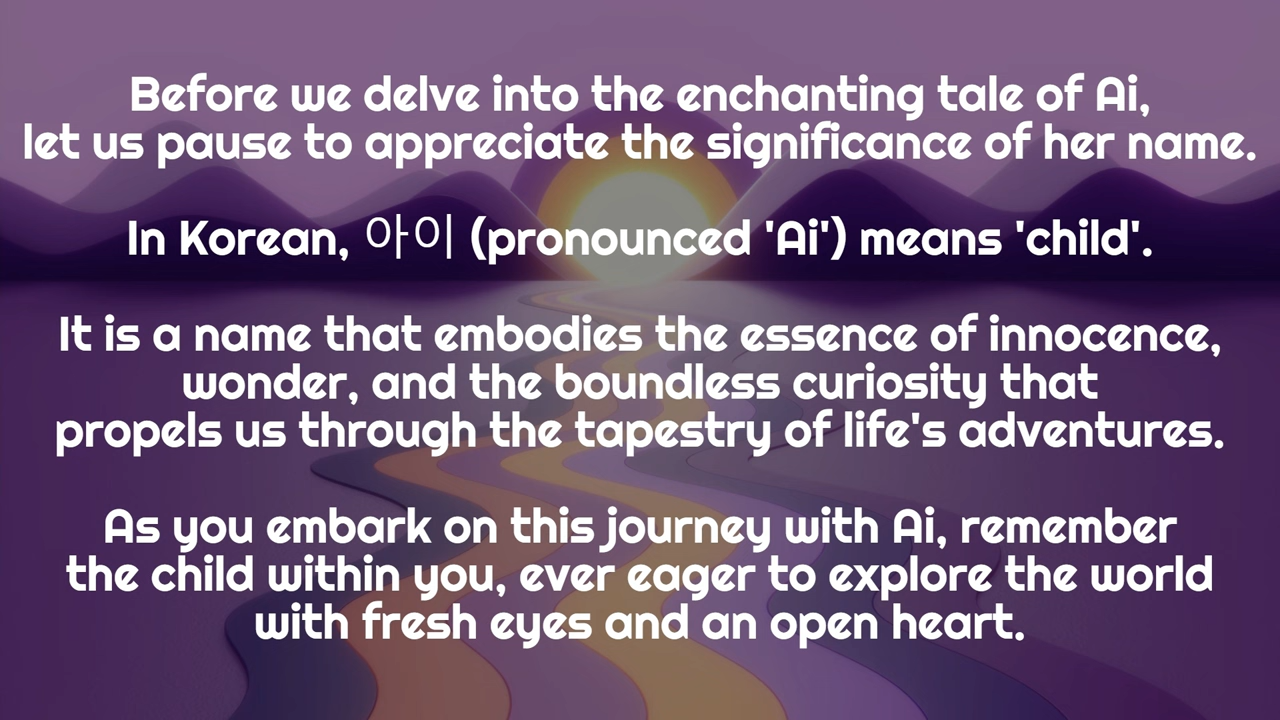 Before we delve into the enchanting tale of Ai,
let us pause to appreciate the significance of her name.
In Korean, 아이 (pronounced 'Ai') means 'child'.
It is a name that embodies the essence of innocence,
wonder, and the boundless curiosity that
propels us through the tapestry of life's adventures.
As you embark on this journey with Ai, remember
the child within you, ever eager to explore the world
with fresh eyes and an open heart.